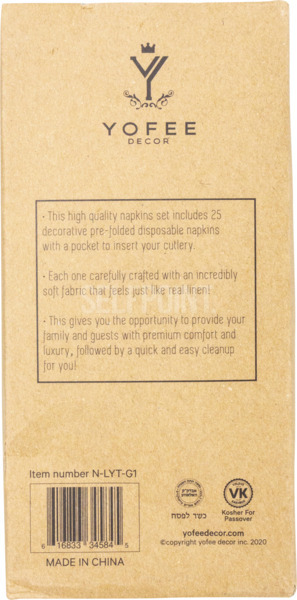 YOFEE
DECOR
• This high quality napkins set includes 25
decorative pre-folded disposable napkins
with a pocket to insert your cutlery.
• Each one carefully crafted with an incredibly
soft fabric that feels just like real linen!
• This gives you the opportunity to provide your
family and guests with premium comfort and
luxury, followed by a quick and easy cleanup
for you!
Item number N-LYT-G1
6 16833 34584 5
MADE IN CHINA
כשר לפסח
VK
Kosher For
Passover
yofeedecor.com
©copyright yofee decor inc. 2020